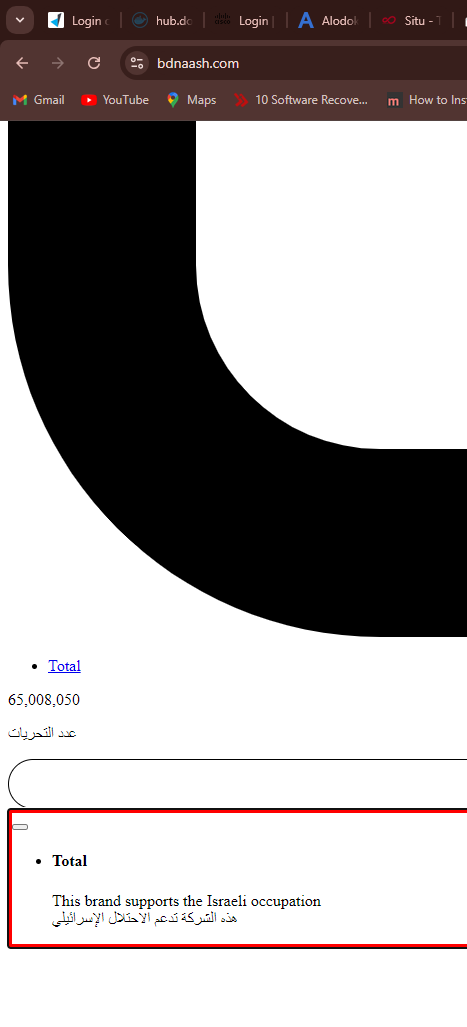 Login
hub.do
Login
Alodok
Situ - T
bdnaash.com
Gmail
YouTube
Maps
10 Software Recove...
How to Ins
Total
65,008,050
عدد التحريات
Total
This brand supports the Israeli occupation
هذه الشركة تدعم الاحتلال الإسرائيلي